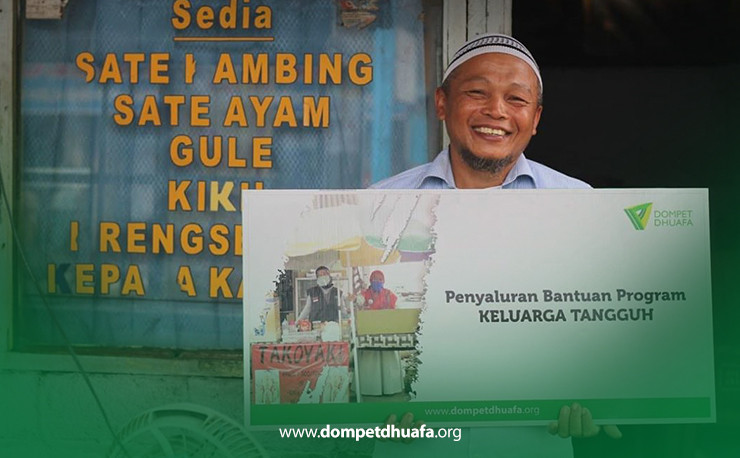 Sedia
SATE KAMBING
SATE AYAM
GULE
DOMPET
DHUAFA
Penyaluran Bantuan Program
KELUARGA TANGGUH
TAKOYAKI
www.dompetdhuafa.org
www.dompetdhuafa.org